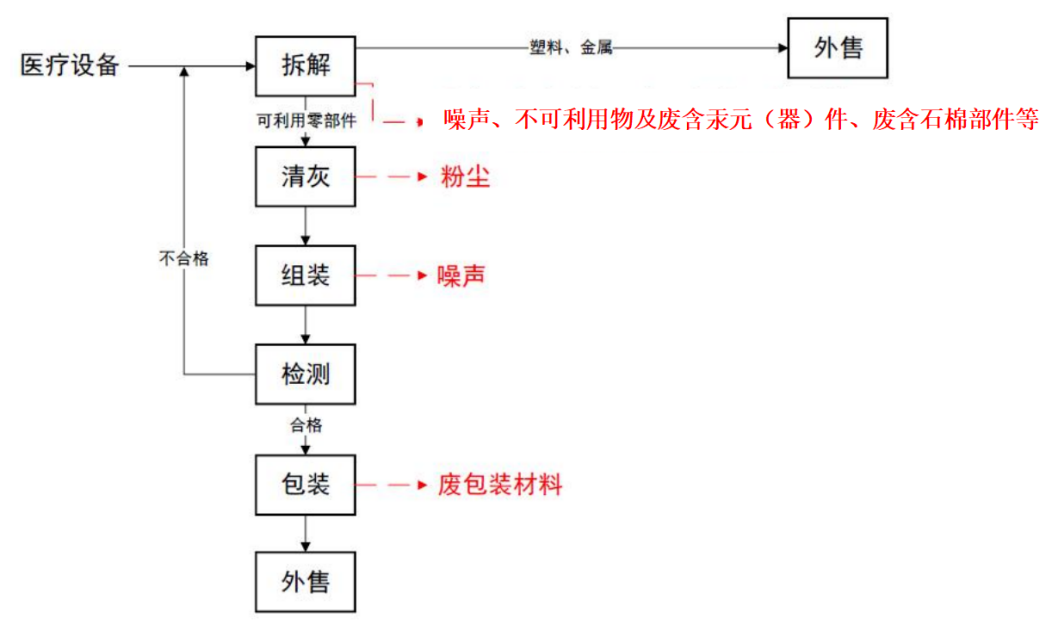 塑料、金属
外售
医疗设备
拆解
可利用零部件
噪声、不可利用物及废含汞元（器）件、废含石棉部件等
清灰
粉尘
不合格
组装
噪声
检测
合格
包装
废包装材料
外售